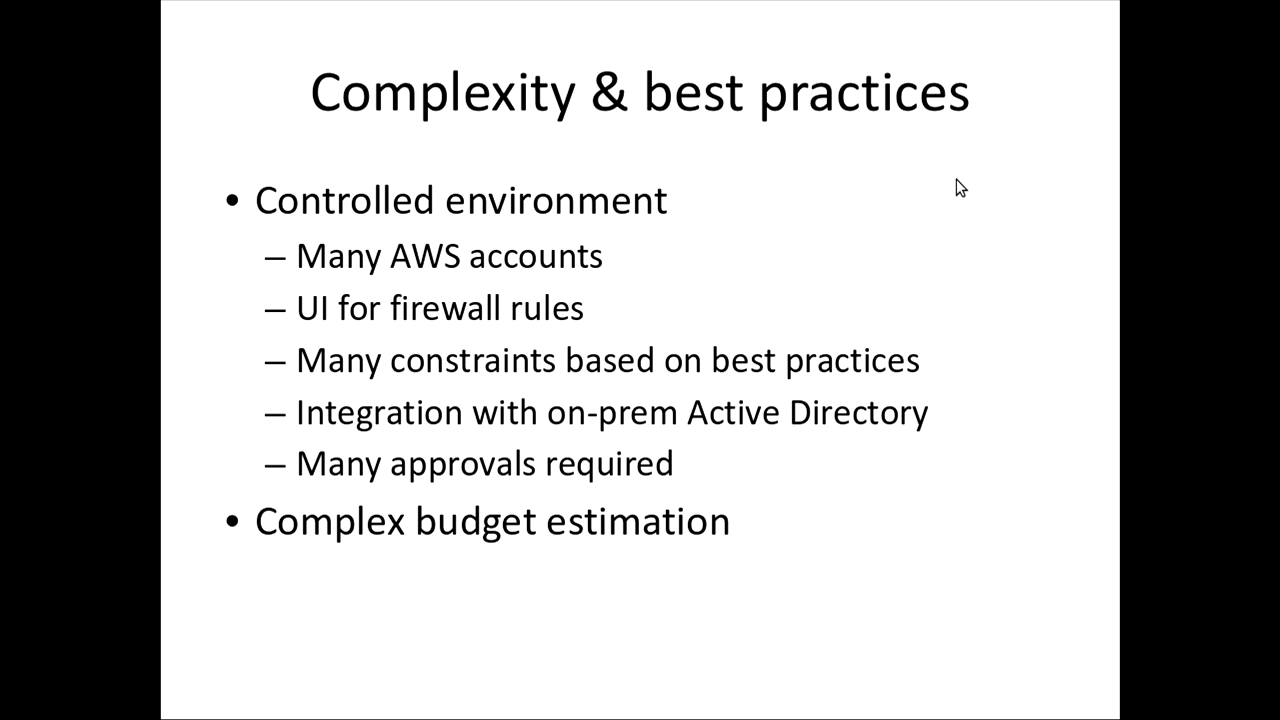 Complexity & best practices
• Controlled environment
– Many AWS accounts
– UI for firewall rules
– Many constraints based on best practices
– Integration with on-prem Active Directory
– Many approvals required
• Complex budget estimation